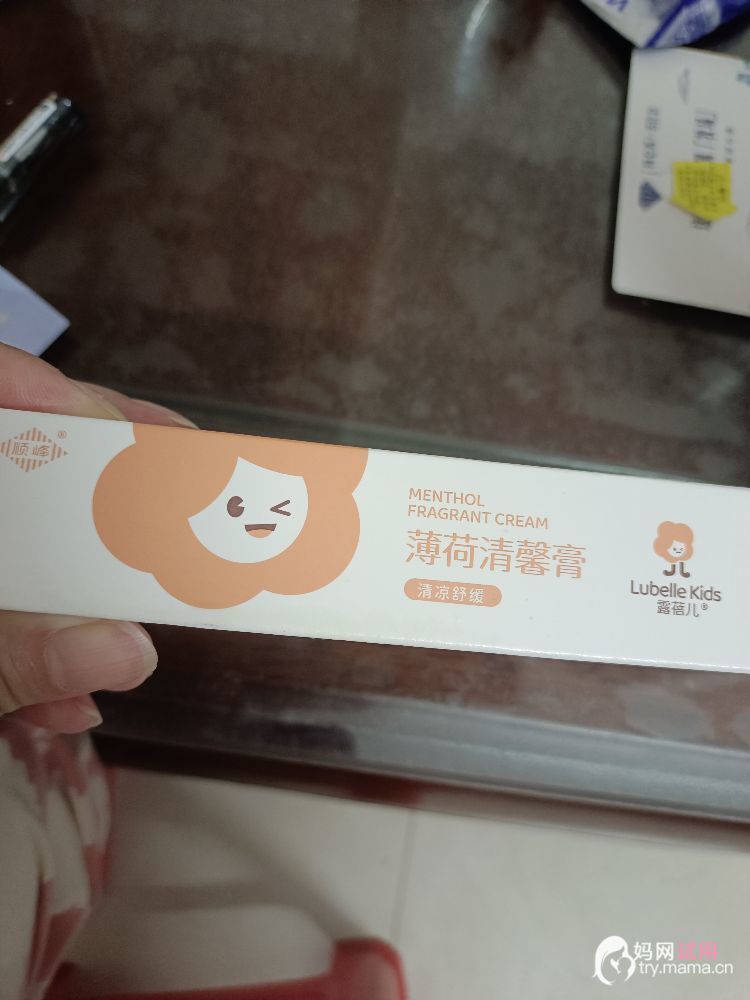 顺峰®
MENTHOL
FRAGRANT CREAM
薄荷清馨膏
清凉舒缓
Lubelle Kids
露蓓儿®
妈网试用
try.mama.cn